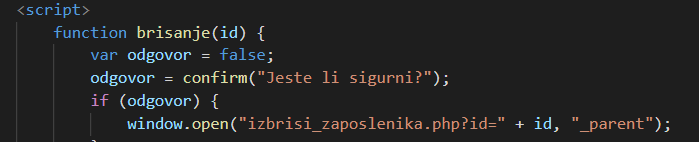 <script>
function brisanje(id) {
var odgovor = false;
odgovor = confirm("Jeste li sigurni?");
if (odgovor) {
window.open("izbrisi_zaposlenika.php?id=" + id, "_parent");
}